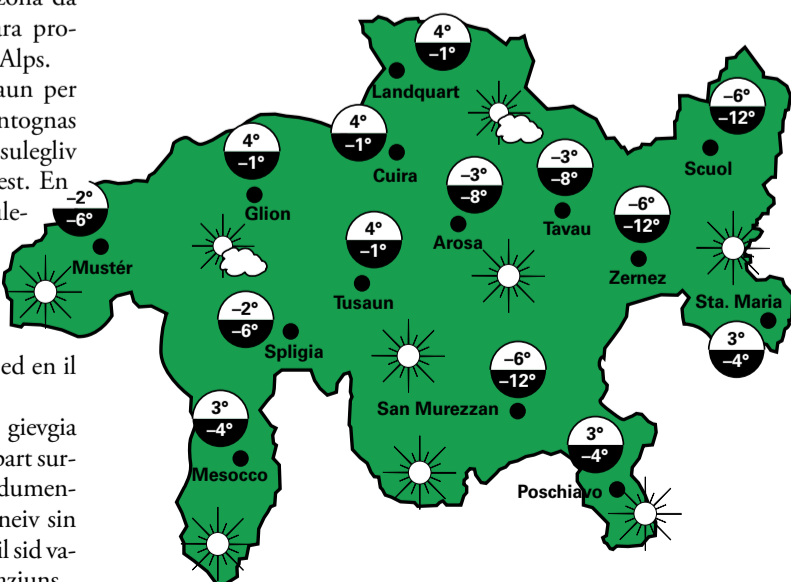 zona da
ra pro-
Alps.
aun per
ntognas
sulegliv
est. En
ile-
ed en il
gievgia
part sur-
dumen-
neiv sin
il sid va-
4°
–1°
Landquart
–6°
–12°
Scuol
4°
–1°
Cuira
4°
–1°
Glion
–3°
–8°
Arosa
–3°
–8°
Tavau
–2°
–6°
Mustér
–6°
–12°
Zernez
4°
–1°
Tusaun
Sta. Maria
3°
–4°
–2°
–6°
Spligia
–6°
–12°
San Murezzan
3°
–4°
Mesocco
3°
–4°
Poschiavo